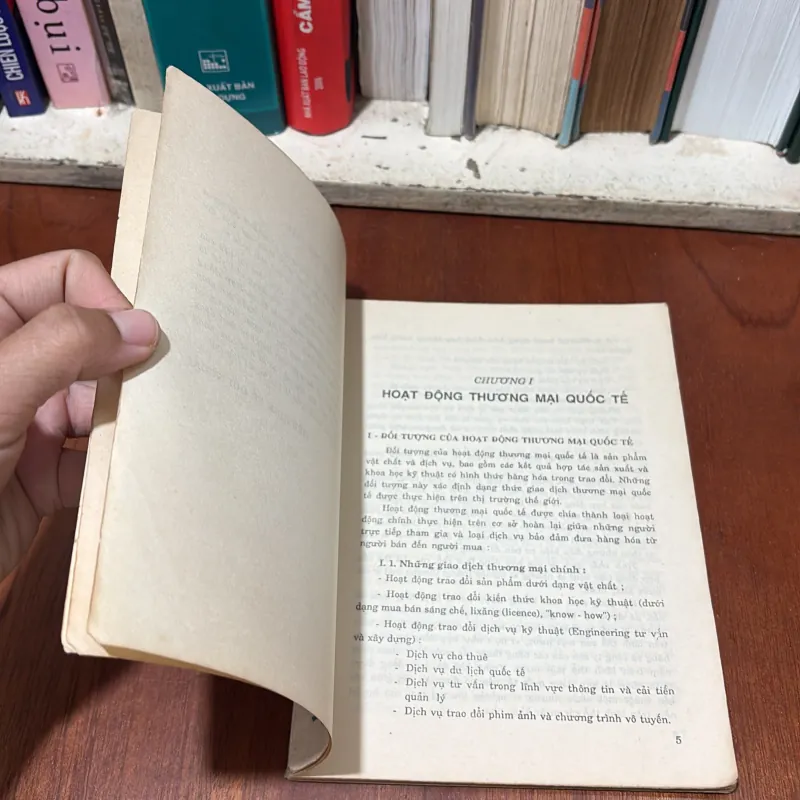 CHIẾN LƯỢC
bụi
XUẤT BẢN
DỰNG
NHÀ XUẤT BẢN LAO ĐỘNG
CẨM
CHƯƠNG I
HOẠT ĐỘNG THƯƠNG MẠI QUỐC TẾ
I - ĐỐI TƯỢNG CỦA HOẠT ĐỘNG THƯƠNG MẠI QUỐC TẾ
Đối tượng của hoạt động thương mại quốc tế là sản phẩm
vật chất và dịch vụ, bao gồm các kết quả hợp tác sản xuất và
khoa học kỹ thuật có hình thức hàng hóa trong trao đổi. Những
đối tượng này xác định dạng thức giao dịch thương mại quốc
tế được thực hiện trên thị trường thế giới.
Hoạt động thương mại quốc tế được chia thành loại hoạt
động chính thực hiện trên cơ sở hoàn lại giữa những người
trực tiếp tham gia và loại dịch vụ bảo đảm đưa hàng hóa từ
người bán đến người mua :
I. 1. Những giao dịch thương mại chính :
- Hoạt động trao đổi sản phẩm dưới dạng vật chất ;
- Hoạt động trao đổi kiến thức khoa học kỹ thuật (dưới
dạng mua bán sáng chế, lixăng (licence), "know - how") ;
- Hoạt động trao đổi dịch vụ kỹ thuật (Engineering tư vấn
và xây dựng) :
- Dịch vụ cho thuê
- Dịch vụ du lịch quốc tế
- Dịch vụ tư vấn trong lĩnh vực thông tin và cải tiến
quản lý
- Dịch vụ trao đổi phim ảnh và chương trình vô tuyến.
5